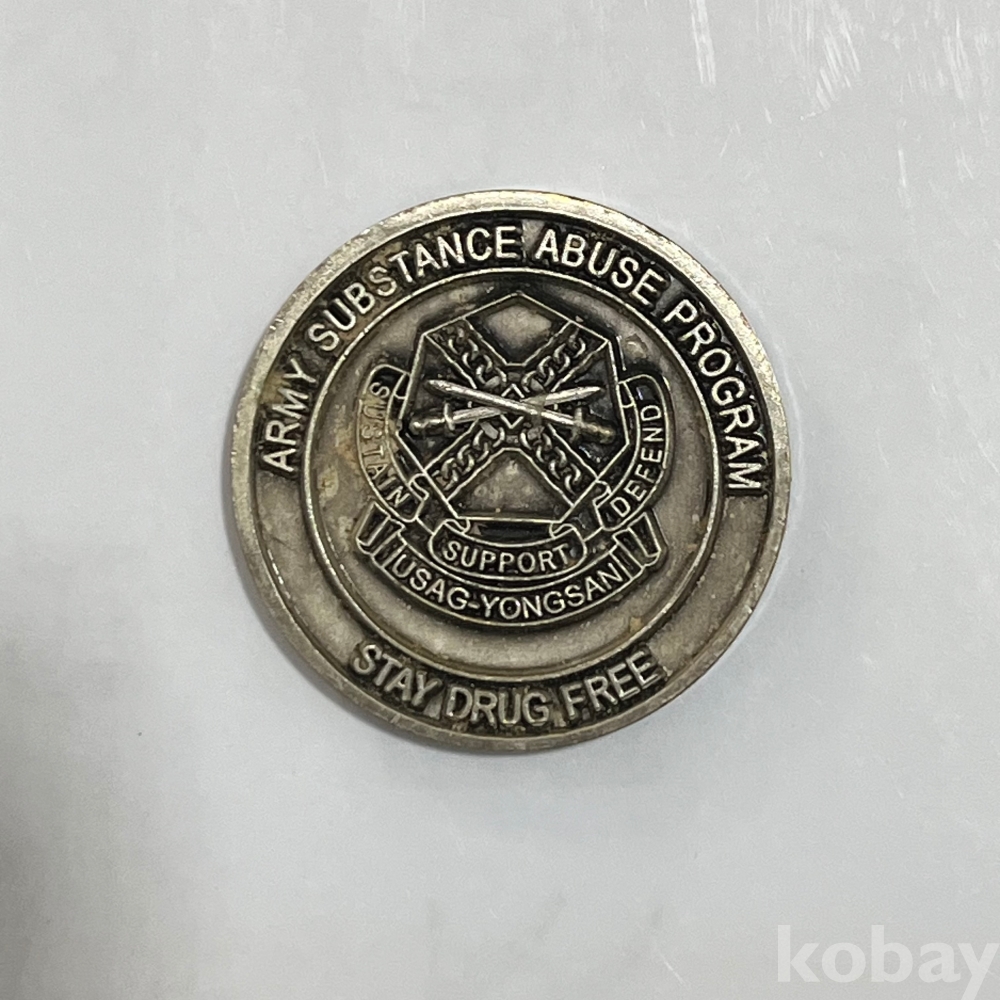 ARMY SUBSTANCE ABUSE PROGRAM
SUSTAIN
SUPPORT
DEFEND
USAG-YONGSAN
STAY DRUG FREE
kobay